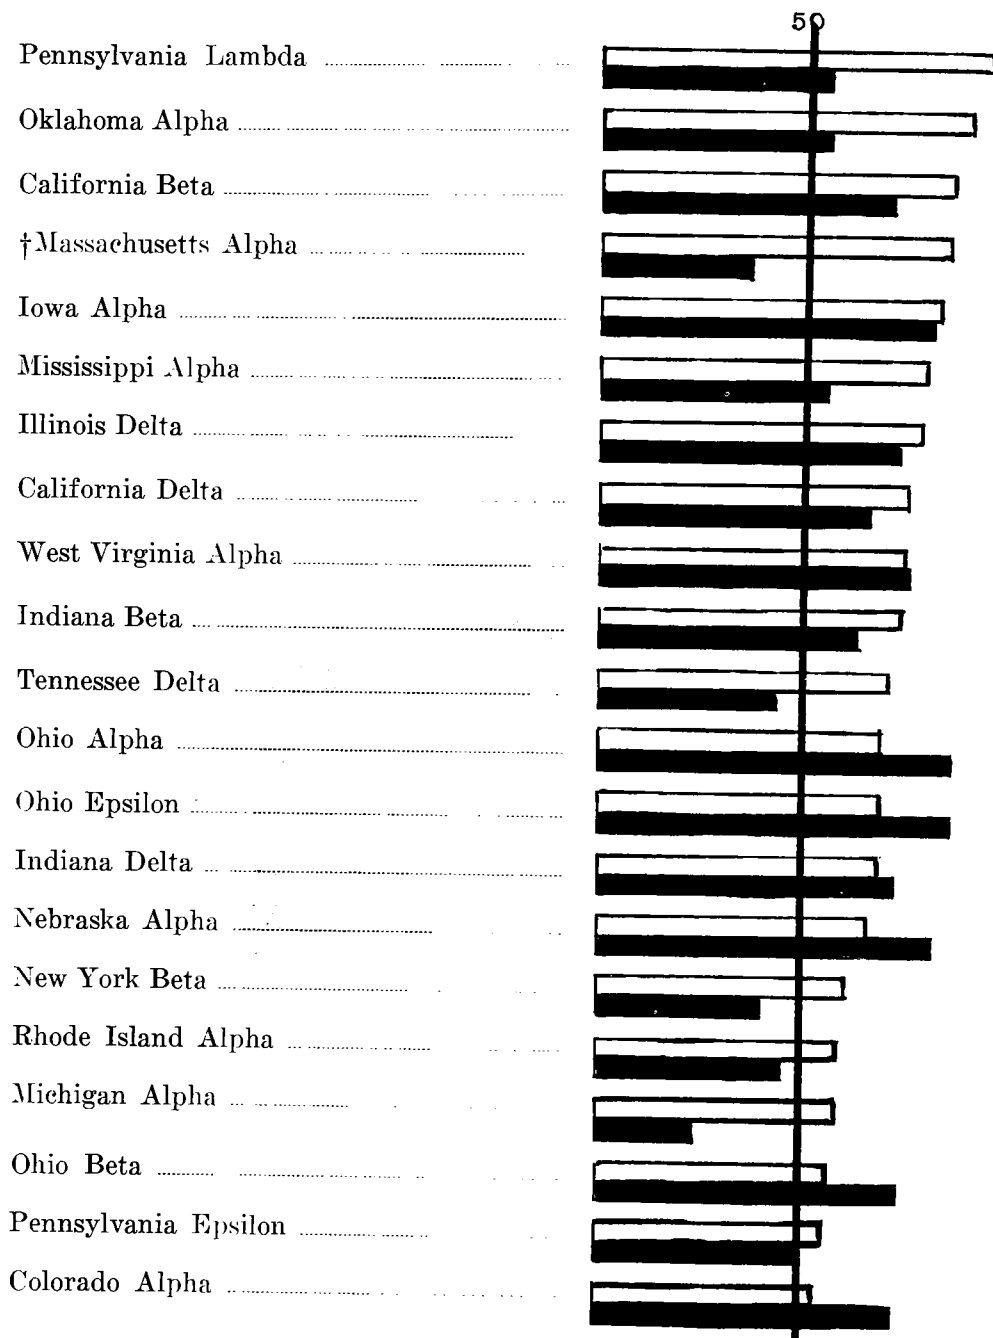 50
Pennsylvania Lambda
Oklahoma Alpha
California Beta
†Massachusetts Alpha
Iowa Alpha
Mississippi Alpha
Illinois Delta
California Delta
West Virginia Alpha
Indiana Beta
Tennessee Delta
Ohio Alpha
Ohio Epsilon
Indiana Delta
Nebraska Alpha
New York Beta
Rhode Island Alpha
Michigan Alpha
Ohio Beta
Pennsylvania Epsilon
Colorado Alpha